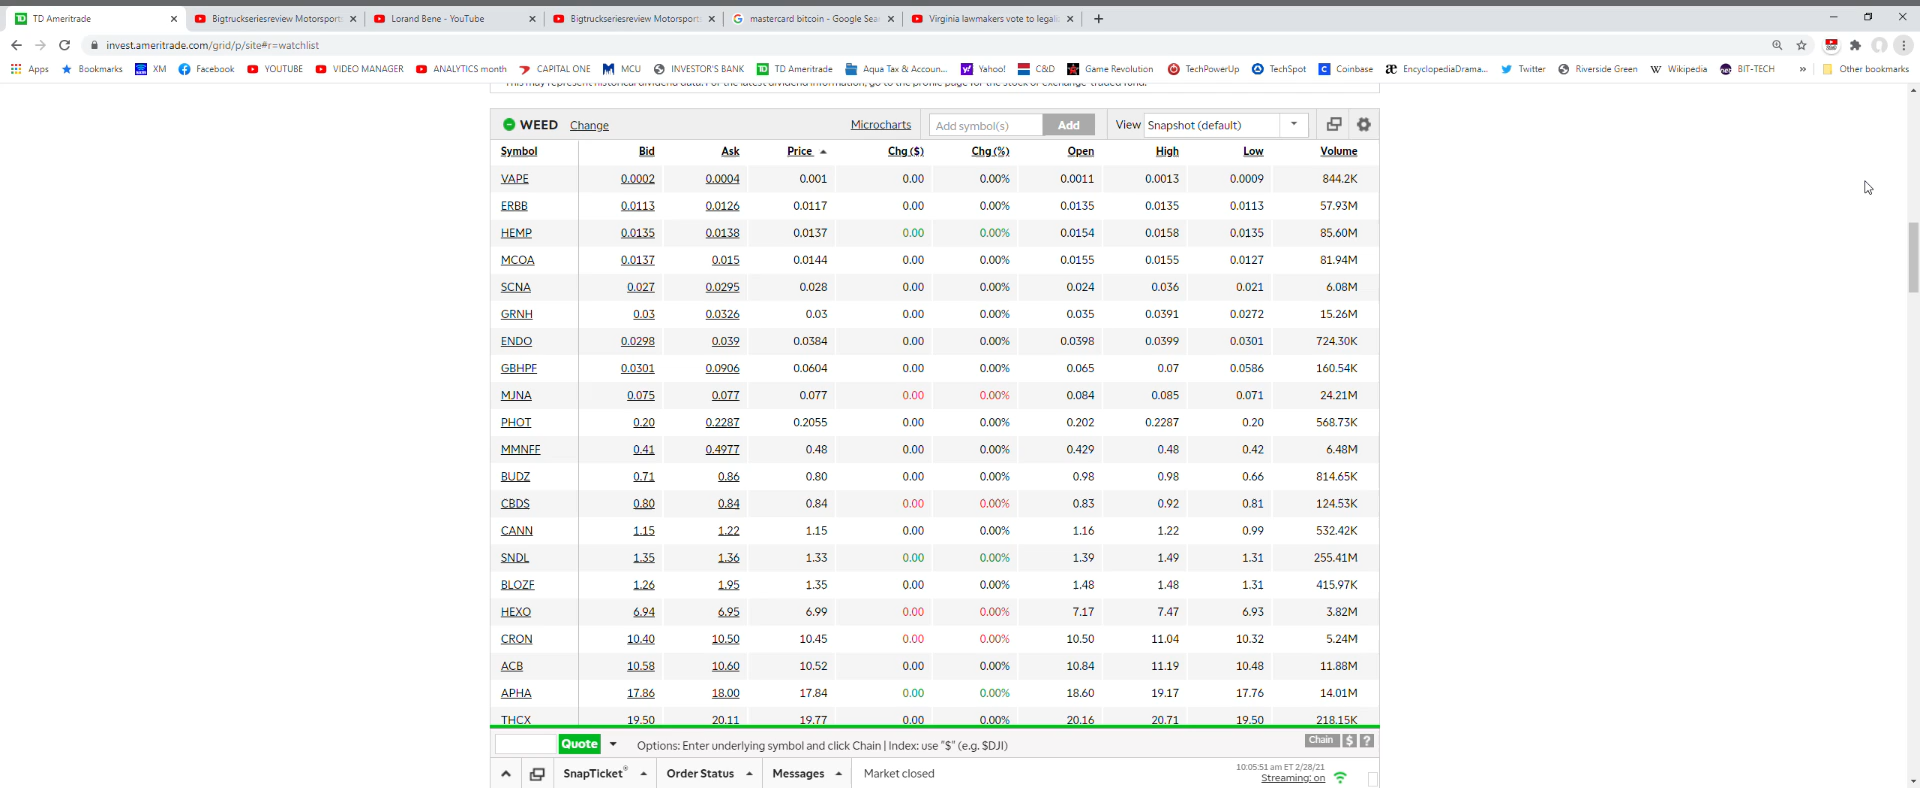 TD Ameritrade
Bigtruckseriesreview Motorsport
Lorand Bene - YouTube
Bigtruckseriesreview Motorsport
mastercard bitcoin - Google Sea
Virginia lawmakers vote to legali
invest.ameritrade.com/grid/p/site#r=watchlist
Apps Bookmarks XM Facebook YOUTUBE VIDEO MANAGER ANALYTICS month CAPITAL ONE MCU INVESTOR'S BANK TD Ameritrade Aqua Tax & Accoun... Yahoo! C&D Game Revolution TechPowerUp TechSpot Coinbase EncyclopediaDrama... Twitter Riverside Green Wikipedia BIT-TECH » Other bookmarks
This may represent historical dividend data. For the latest dividend information, go to the profile page for the stock or exchange-traded fund.
WEED Change Microcharts Add symbol(s) Add View Snapshot (default)
Symbol Bid Ask Price Chg ($) Chg (%) Open High Low Volume
VAPE 0.0002 0.0004 0.001 0.00 0.00% 0.0011 0.0013 0.0009 844.2K
ERBB 0.0113 0.0126 0.0117 0.00 0.00% 0.0135 0.0135 0.0113 57.93M
HEMP 0.0135 0.0138 0.0137 0.00 0.00% 0.0154 0.0158 0.0135 85.60M
MCOA 0.0137 0.015 0.0144 0.00 0.00% 0.0155 0.0155 0.0127 81.94M
SCNA 0.027 0.0295 0.028 0.00 0.00% 0.024 0.036 0.021 6.08M
GRNH 0.03 0.0326 0.03 0.00 0.00% 0.035 0.0391 0.0272 15.26M
ENDO 0.0298 0.039 0.0384 0.00 0.00% 0.0398 0.0399 0.0301 724.30K
GBHPF 0.0301 0.0906 0.0604 0.00 0.00% 0.065 0.07 0.0586 160.54K
MJNA 0.075 0.077 0.077 0.00 0.00% 0.084 0.085 0.071 24.21M
PHOT 0.20 0.2287 0.2055 0.00 0.00% 0.202 0.2287 0.20 568.73K
MMNFF 0.41 0.4977 0.48 0.00 0.00% 0.429 0.48 0.42 6.48M
BUDZ 0.71 0.86 0.80 0.00 0.00% 0.98 0.98 0.66 814.65K
CBDS 0.80 0.84 0.84 0.00 0.00% 0.83 0.92 0.81 124.53K
CANN 1.15 1.22 1.15 0.00 0.00% 1.16 1.22 0.99 532.42K
SNDL 1.35 1.36 1.33 0.00 0.00% 1.39 1.49 1.31 255.41M
BLOZF 1.26 1.95 1.35 0.00 0.00% 1.48 1.48 1.31 415.97K
HEXO 6.94 6.95 6.99 0.00 0.00% 7.17 7.47 6.93 3.82M
CRON 10.40 10.50 10.45 0.00 0.00% 10.50 11.04 10.32 5.24M
ACB 10.58 10.60 10.52 0.00 0.00% 10.84 11.19 10.48 11.88M
APHA 17.86 18.00 17.84 0.00 0.00% 18.60 19.17 17.76 14.01M
THCX 19.50 20.11 19.77 0.00 0.00% 20.16 20.71 19.50 218.15K
Quote Options: Enter underlying symbol and click Chain | Index: use "$" (e.g. $DJI) Chain $ ?
SnapTicket® Order Status Messages Market closed
10:05:51 am ET 2/28/21
Streaming: on